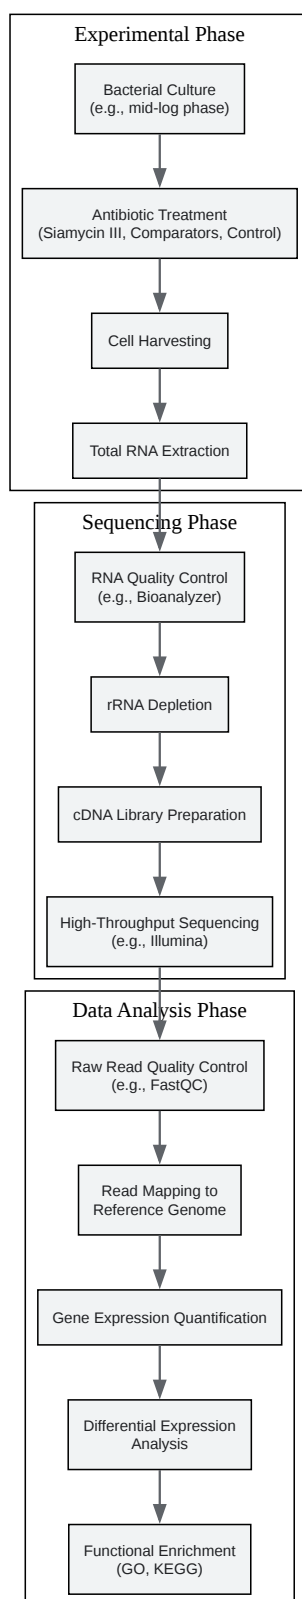 Experimental Phase
Bacterial Culture
(e.g., mid-log phase)
Antibiotic Treatment
(Siamycin III, Comparators, Control)
Cell Harvesting
Total RNA Extraction
Sequencing Phase
RNA Quality Control
(e.g., Bioanalyzer)
rRNA Depletion
cDNA Library Preparation
High-Throughput Sequencing
(e.g., Illumina)
Data Analysis Phase
Raw Read Quality Control
(e.g., FastQC)
Read Mapping to
Reference Genome
Gene Expression Quantification
Differential Expression
Analysis
Functional Enrichment
(GO, KEGG)